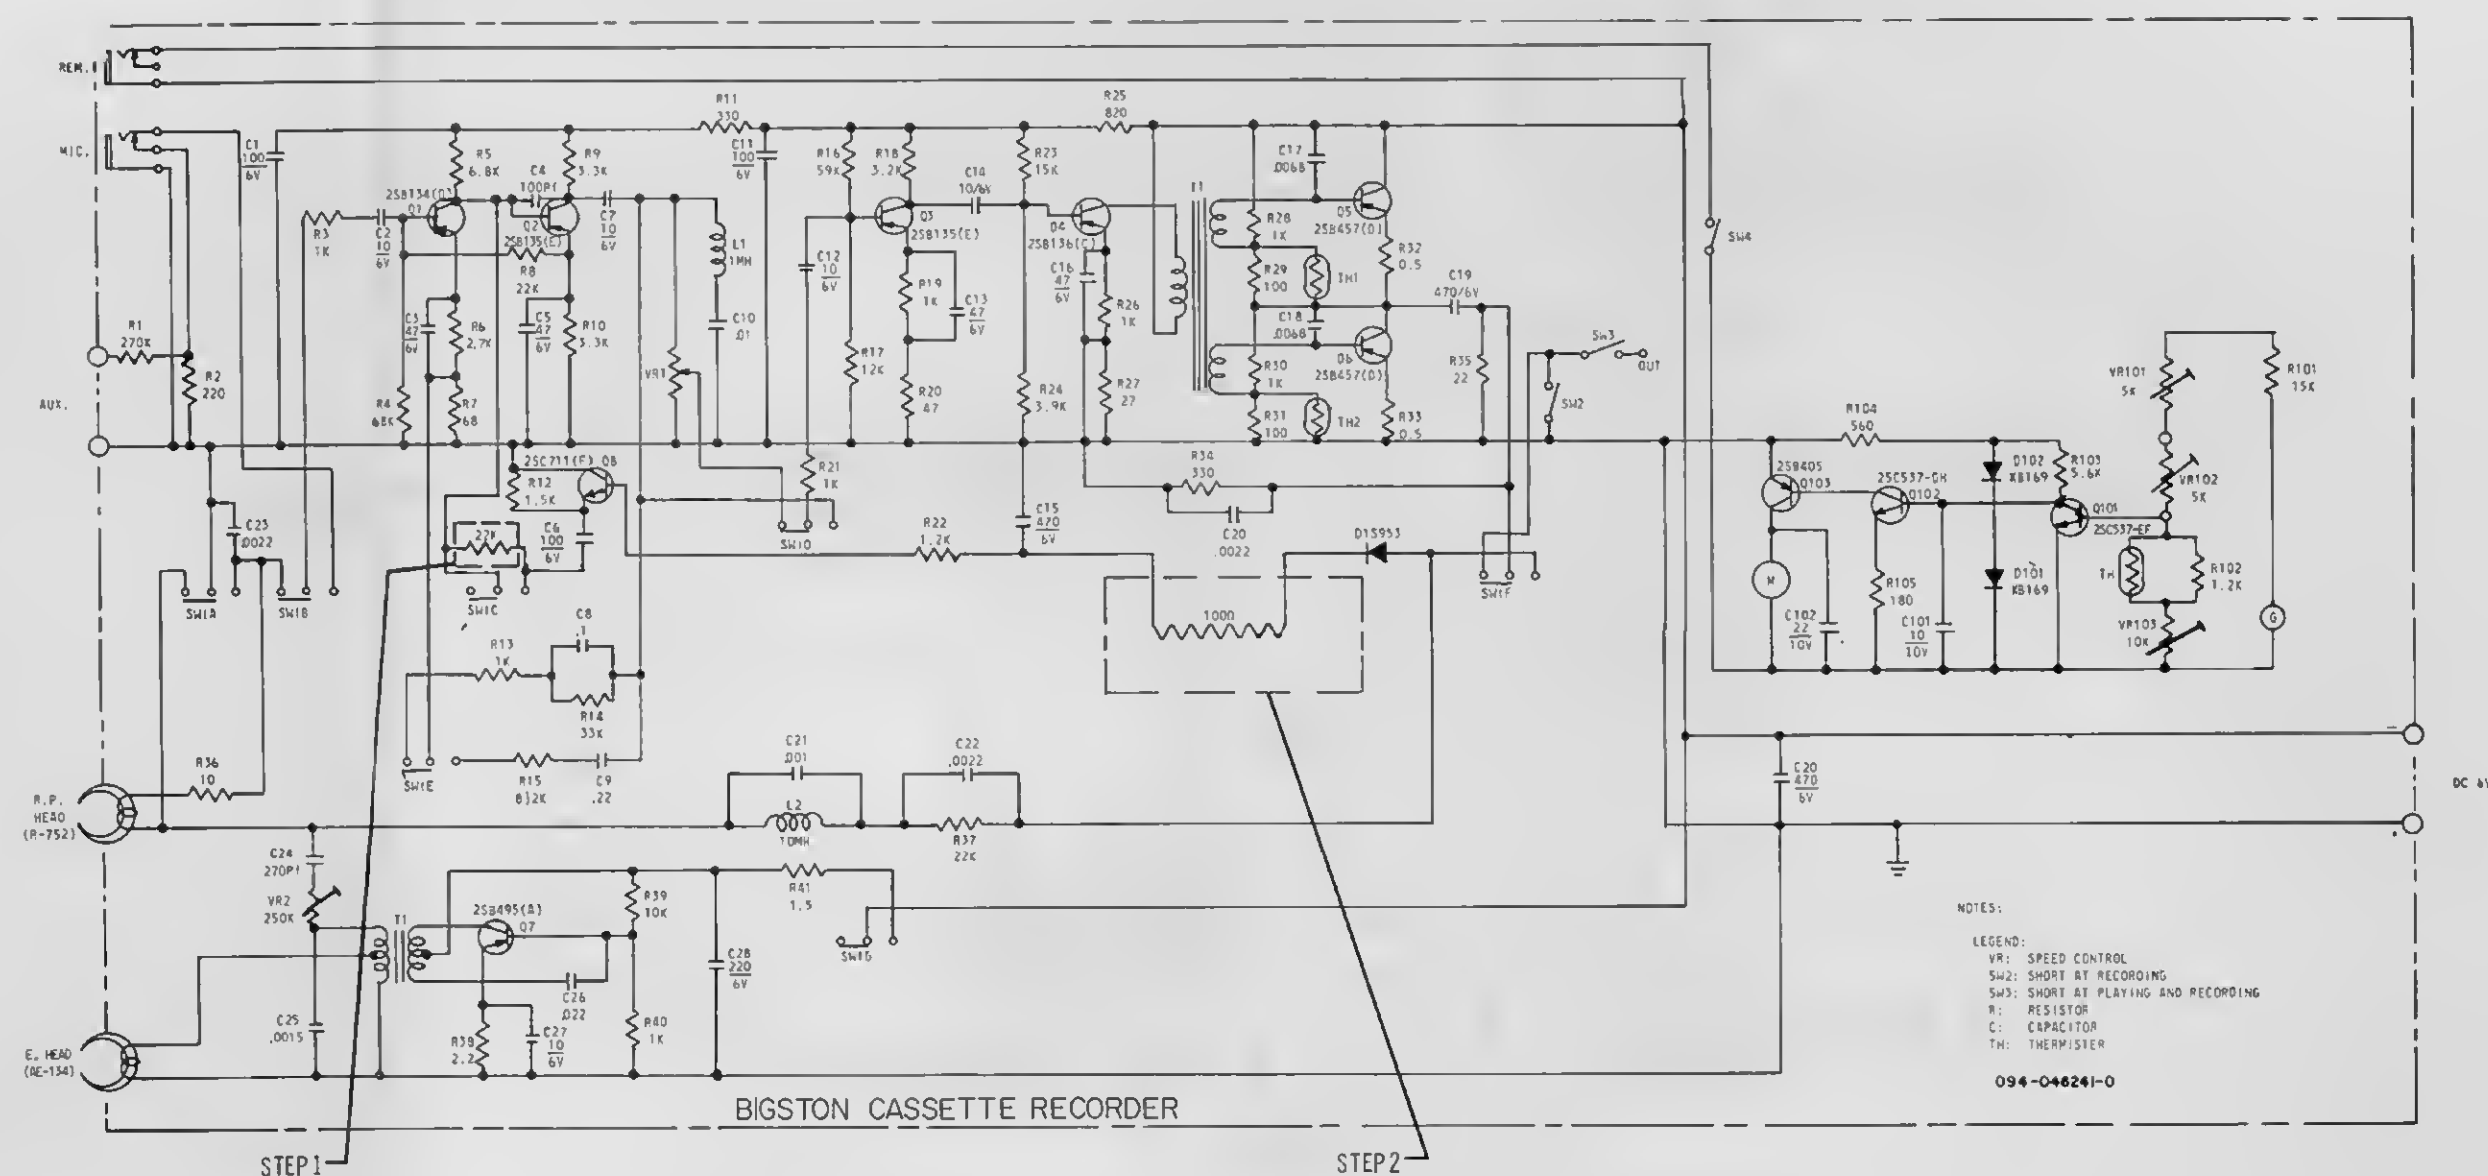 REM.
MIC.
AUX.
R1
270K
R2
220
C1
100
6V
R3
1K
C2
10
6V
2SB134(D)
Q1
R5
6.8K
C4
100Pf
R9
3.3K
Q2
2SB135(E)
R8
22K
C7
10
6V
C3
47
6V
R6
2.7K
C5
47
6V
R10
3.3K
R4
68K
R7
68
R11
330
C11
100
6V
L1
1MH
C10
.01
VR1
R16
59K
R18
3.2K
C12
10
6V
R17
12K
Q3
2SB135(E)
R19
1K
C13
47
6V
R20
47
C14
10/6V
R23
15K
R24
3.9K
R25
820
Q4
2SB136(C)
C16
47
6V
R26
1K
R27
27
T1
R28
1K
R29
100
TH1
R30
1K
R31
100
TH2
C17
.0068
C18
.0068
Q5
2SB457(D)
Q6
2SB457(D)
R32
0.5
R33
0.5
C19
470/6V
R35
22
SW3
OUT
SW2
SW4
C23
.0022
SW1A
SW1B
2SC711(F) Q8
R12
1.5K
22K
C6
100
6V
SW1C
R21
1K
SW1D
R22
1.2K
C15
470
6V
R34
330
C20
.0022
D1S953
100Ω
SW1F
R13
1K
C8
.1
R14
33K
SW1E
R15
8.2K
C9
.22
2SB405
Q103
R104
560
2SC537-GH
Q102
D102
KB169
R103
5.6K
Q101
2SC537-EF
VR101
5K
R101
15K
VR102
5K
M
C102
22
10V
R105
180
C101
10
10V
D101
KB169
TH
R102
1.2K
VR103
10K
G
R36
10
R.P.
HEAD
(R-752)
C21
.001
L2
10MH
C22
.0022
R37
22K
C20
470
6V
DC 6V
C24
270Pf
VR2
250K
T1
2SB495(A)
Q7
R39
10K
R41
1.5
C28
220
6V
SW1G
C25
.0015
E. HEAD
(AE-134)
R38
2.2
C27
10
6V
C26
.022
R40
1K
NOTES:
LEGEND:
VR: SPEED CONTROL
SW2: SHORT AT RECORDING
SW3: SHORT AT PLAYING AND RECORDING
R: RESISTOR
C: CAPACITOR
TH: THERMISTER
094-046241-0
BIGSTON CASSETTE RECORDER
STEP 1
STEP 2